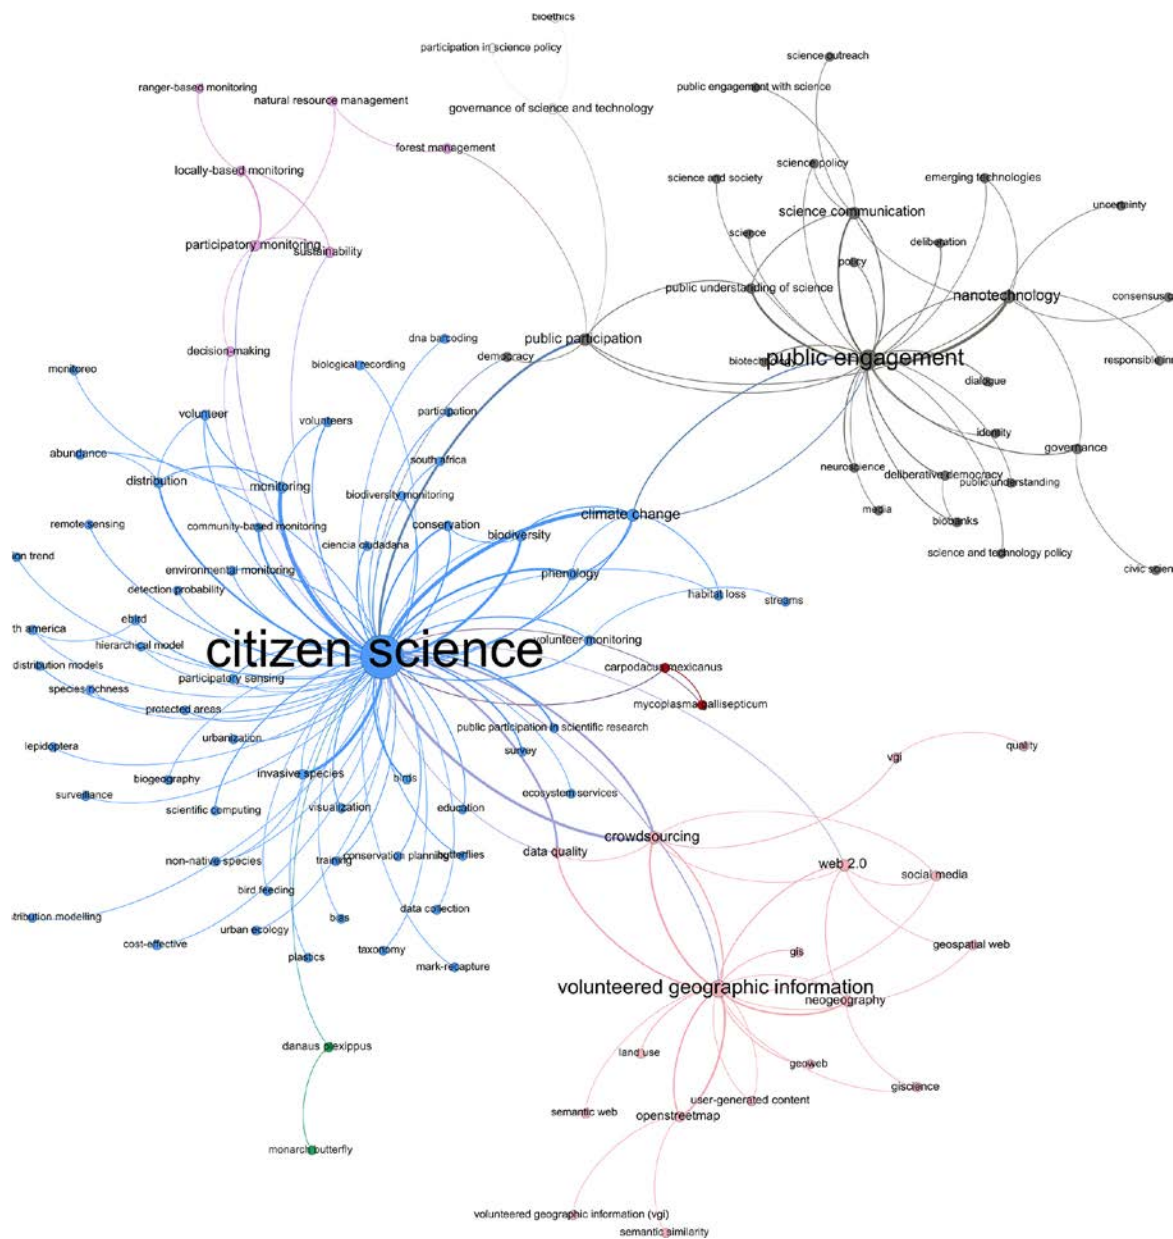 bioethics
participation in science policy
science outreach
ranger-based monitoring
natural resource management
public engagement with science
governance of science and technology
forest management
locally-based monitoring
science policy
science and society
emerging technologies
uncertainty
science communication
participatory monitoring
sustainability
science
deliberation
policy
public understanding of science
nanotechnology
consensus c
dna barcoding
public participation
democracy
decision-making
biological recording
public engagement
responsible inn
monitoreo
dialogue
volunteer
volunteers
participation
identity
governance
abundance
south africa
neuroscience
deliberative democracy
public understanding
distribution
monitoring
biodiversity monitoring
media
climate change
biobanks
remote sensing
community-based monitoring
conservation
biodiversity
ciencia ciudadana
science and technology policy
ion trend
environmental monitoring
phenology
civic scien
detection probability
habitat loss
streams
ebird
th america
hierarchical model
citizen science
volunteer monitoring
distribution models
participatory sensing
carpodacus mexicanus
species richness
mycoplasma gallisepticum
protected areas
public participation in scientific research
urbanization
lepidoptera
survey
quality
vgi
biogeography
invasive species
birds
surveillance
ecosystem services
scientific computing
visualization
education
crowdsourcing
data quality
non-native species
training
conservation planning
butterflies
web 2.0
social media
bird feeding
stribution modelling
bias
data collection
urban ecology
cost-effective
taxonomy
geospatial web
gis
plastics
mark-recapture
volunteered geographic information
neogeography
danaus plexippus
land use
geoweb
giscience
user-generated content
semantic web
openstreetmap
monarch butterfly
volunteered geographic information (vgi)
semantic similarity